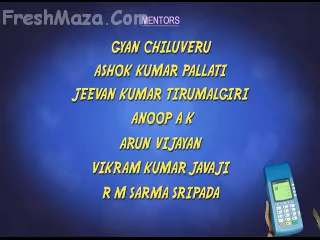 FreshMaza.Com
MENTORS
GYAN CHILUVERU
ASHOK KUMAR PALLATI
JEEVAN KUMAR TIRUMALGIRI
ANOOP A K
ARUN VIJAYAN
VIKRAM KUMAR JAVAJI
R M SARMA SRIPADA